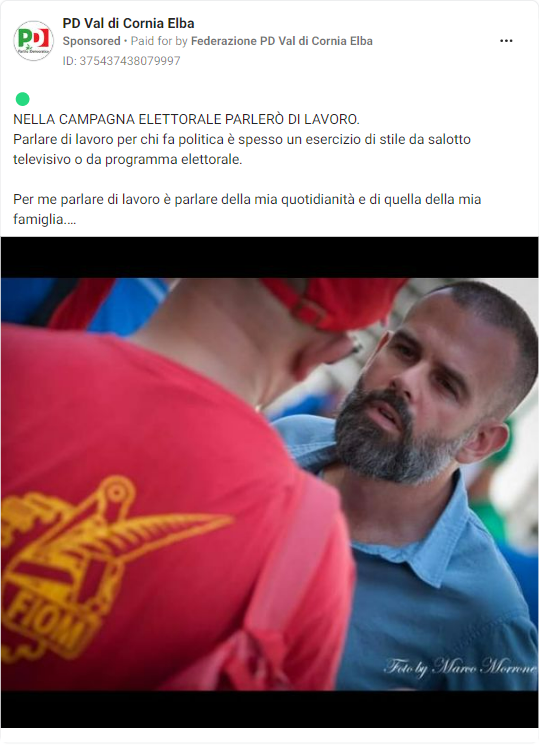 PD Val di Cornia Elba
Sponsored • Paid for by Federazione PD Val di Cornia Elba
ID: 375437438079997
NELLA CAMPAGNA ELETTORALE PARLERÒ DI LAVORO.
Parlare di lavoro per chi fa politica è spesso un esercizio di stile da salotto
televisivo o da programma elettorale.
Per me parlare di lavoro è parlare della mia quotidianità e di quella della mia
famiglia....
PD
Partito Democratico
FIOM
Foto by Marco Morrone